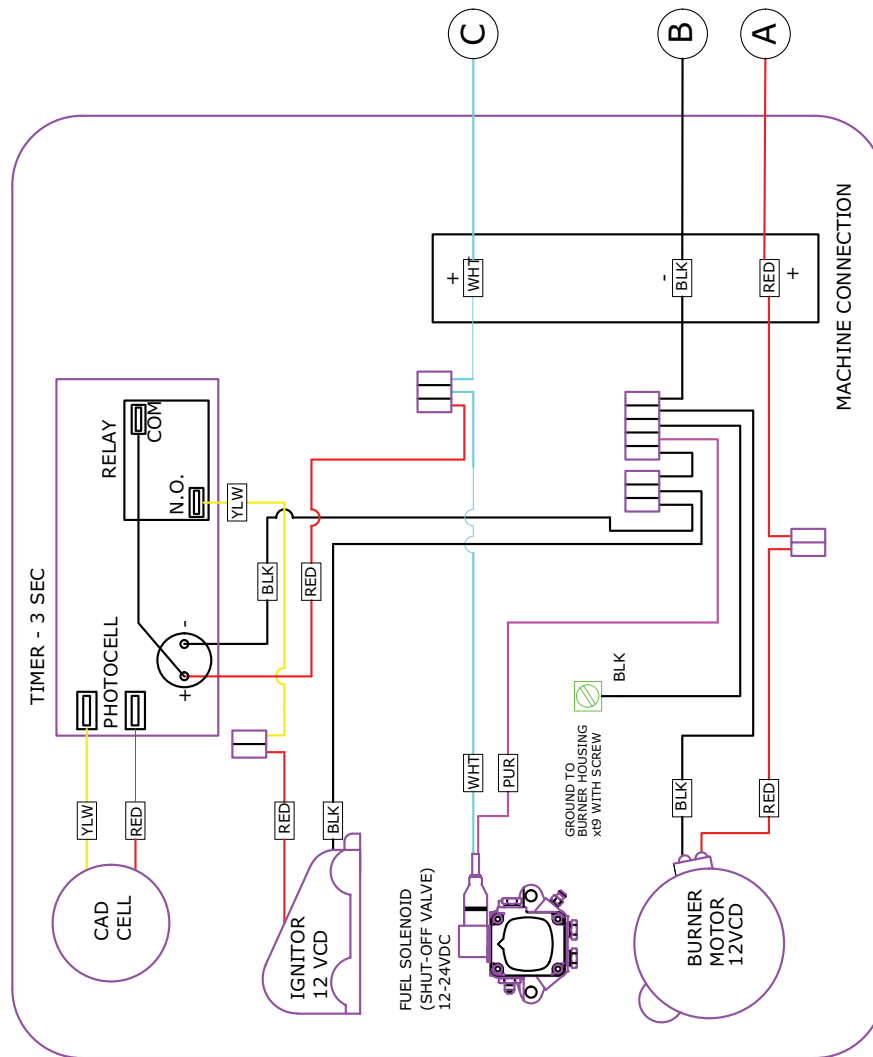 C
B
A
+
WHT
-
BLK
RED
+
MACHINE CONNECTION
TIMER - 3 SEC
RELAY
COM
N.O.
YLW
PHOTOCELL
+
-
BLK
RED
YLW
RED
CAD
CELL
RED
BLK
IGNITOR
12 VCD
WHT
PUR
FUEL SOLENOID
(SHUT-OFF VALVE)
12-24VDC
BLK
GROUND TO
BURNER HOUSING
xt9 WITH SCREW
BLK
RED
BURNER
MOTOR
12VCD